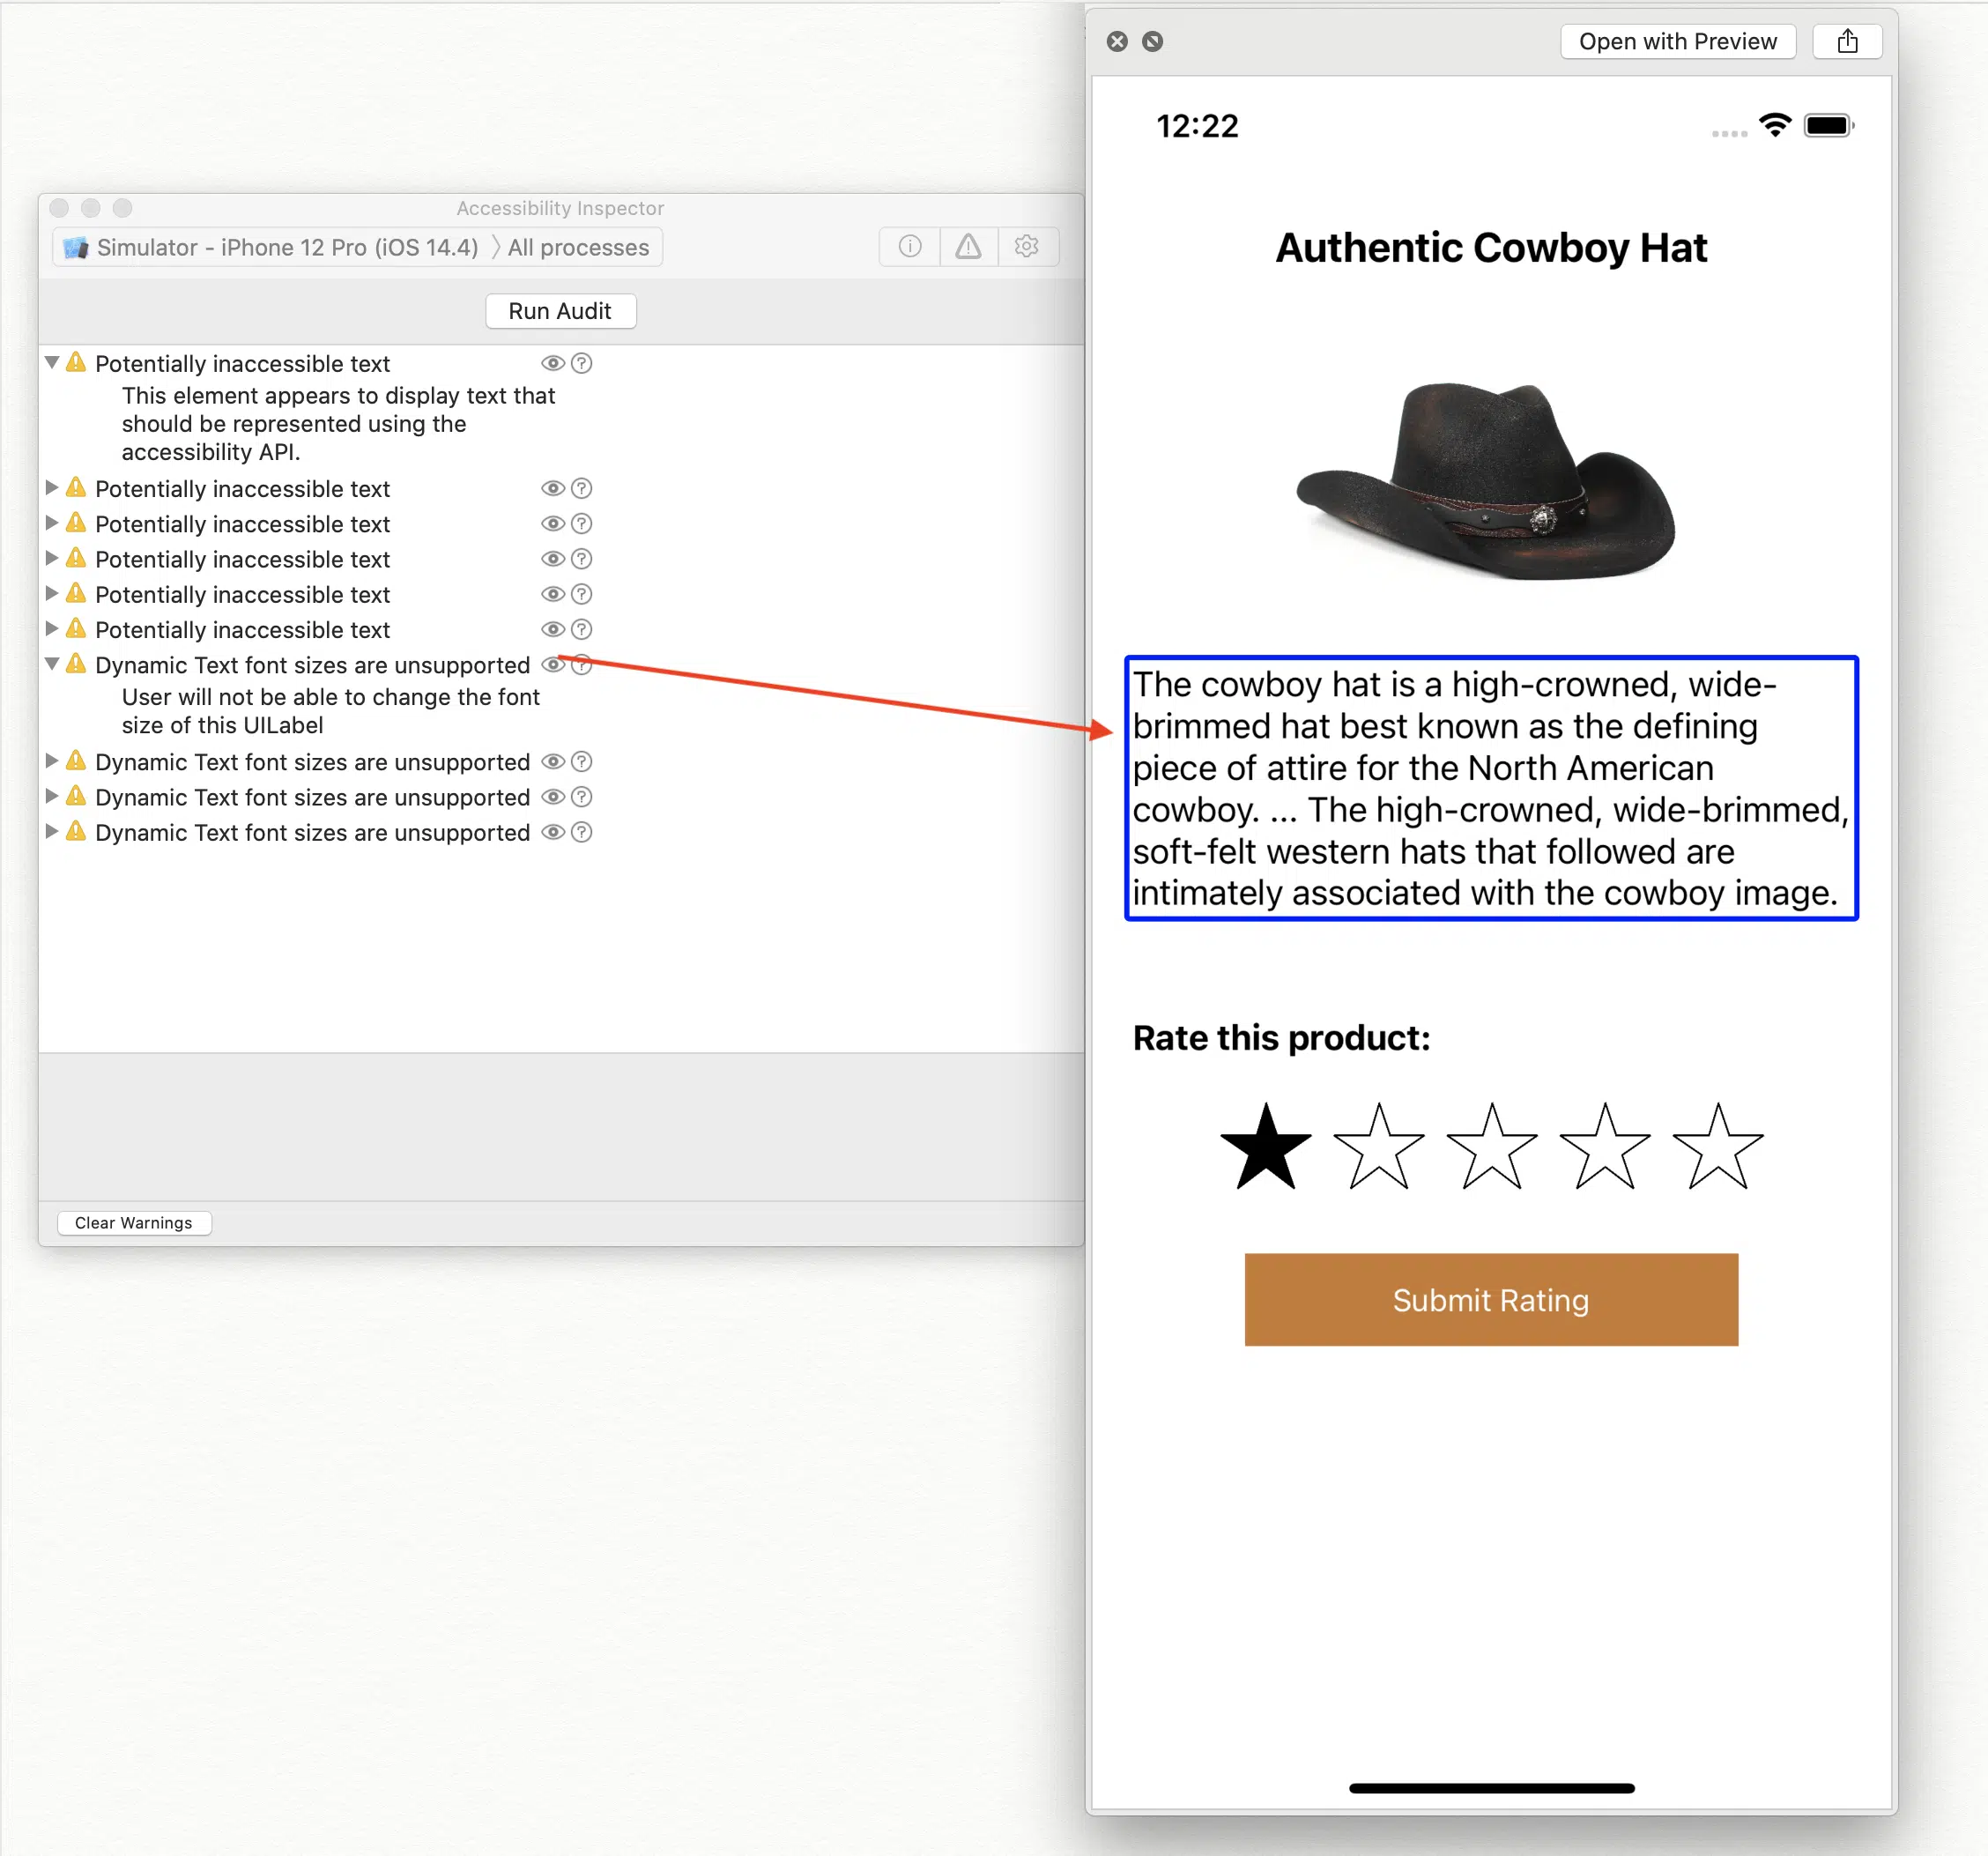 Accessibility Inspector
Simulator - iPhone 12 Pro (iOS 14.4) 〉All processes
Run Audit
Potentially inaccessible text
This element appears to display text that
should be represented using the
accessibility API.
Potentially inaccessible text
Potentially inaccessible text
Potentially inaccessible text
Potentially inaccessible text
Potentially inaccessible text
Dynamic Text font sizes are unsupported
User will not be able to change the font
size of this UILabel
Dynamic Text font sizes are unsupported
Dynamic Text font sizes are unsupported
Dynamic Text font sizes are unsupported
Clear Warnings
Open with Preview
12:22
Authentic Cowboy Hat
The cowboy hat is a high-crowned, wide-
brimmed hat best known as the defining
piece of attire for the North American
cowboy. ... The high-crowned, wide-brimmed,
soft-felt western hats that followed are
intimately associated with the cowboy image.
Rate this product:
Submit Rating